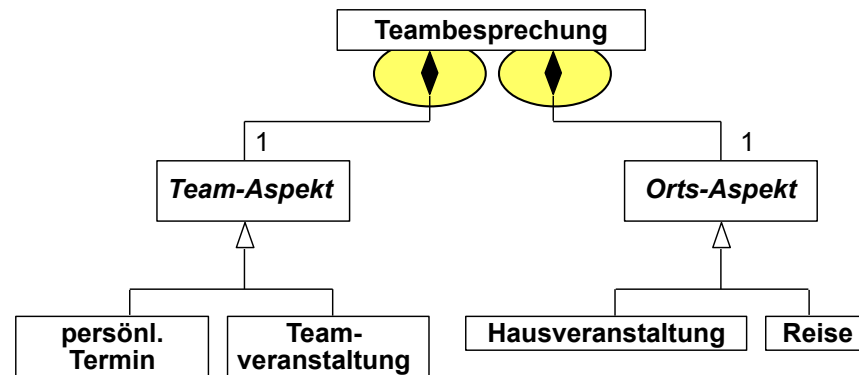 Teambesprechung
1
1
Team-Aspekt
Orts-Aspekt
persönl.
Termin
Team-
veranstaltung
Hausveranstaltung
Reise